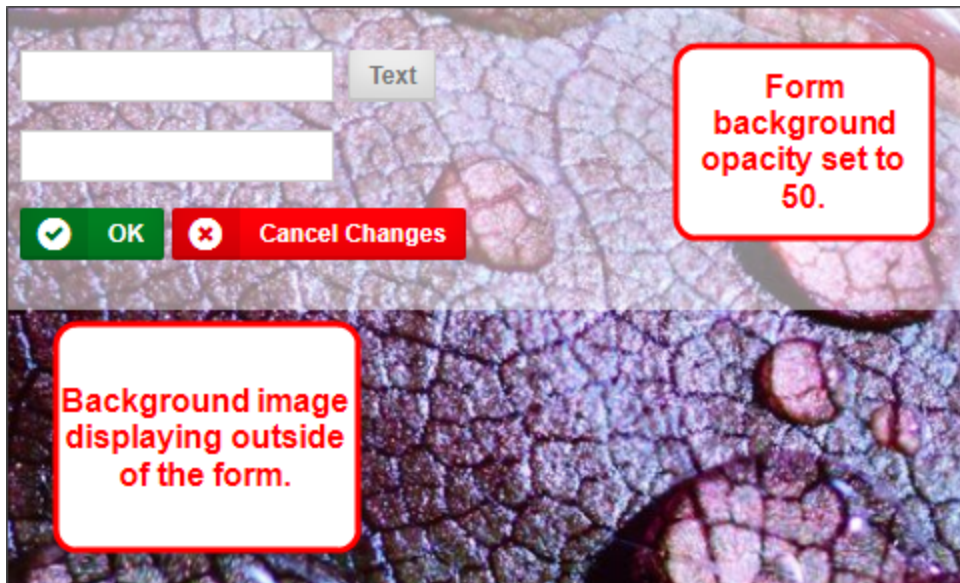 Text
Form
background
opacity set to
50.
OK
Cancel Changes
Background image
displaying outside
of the form.